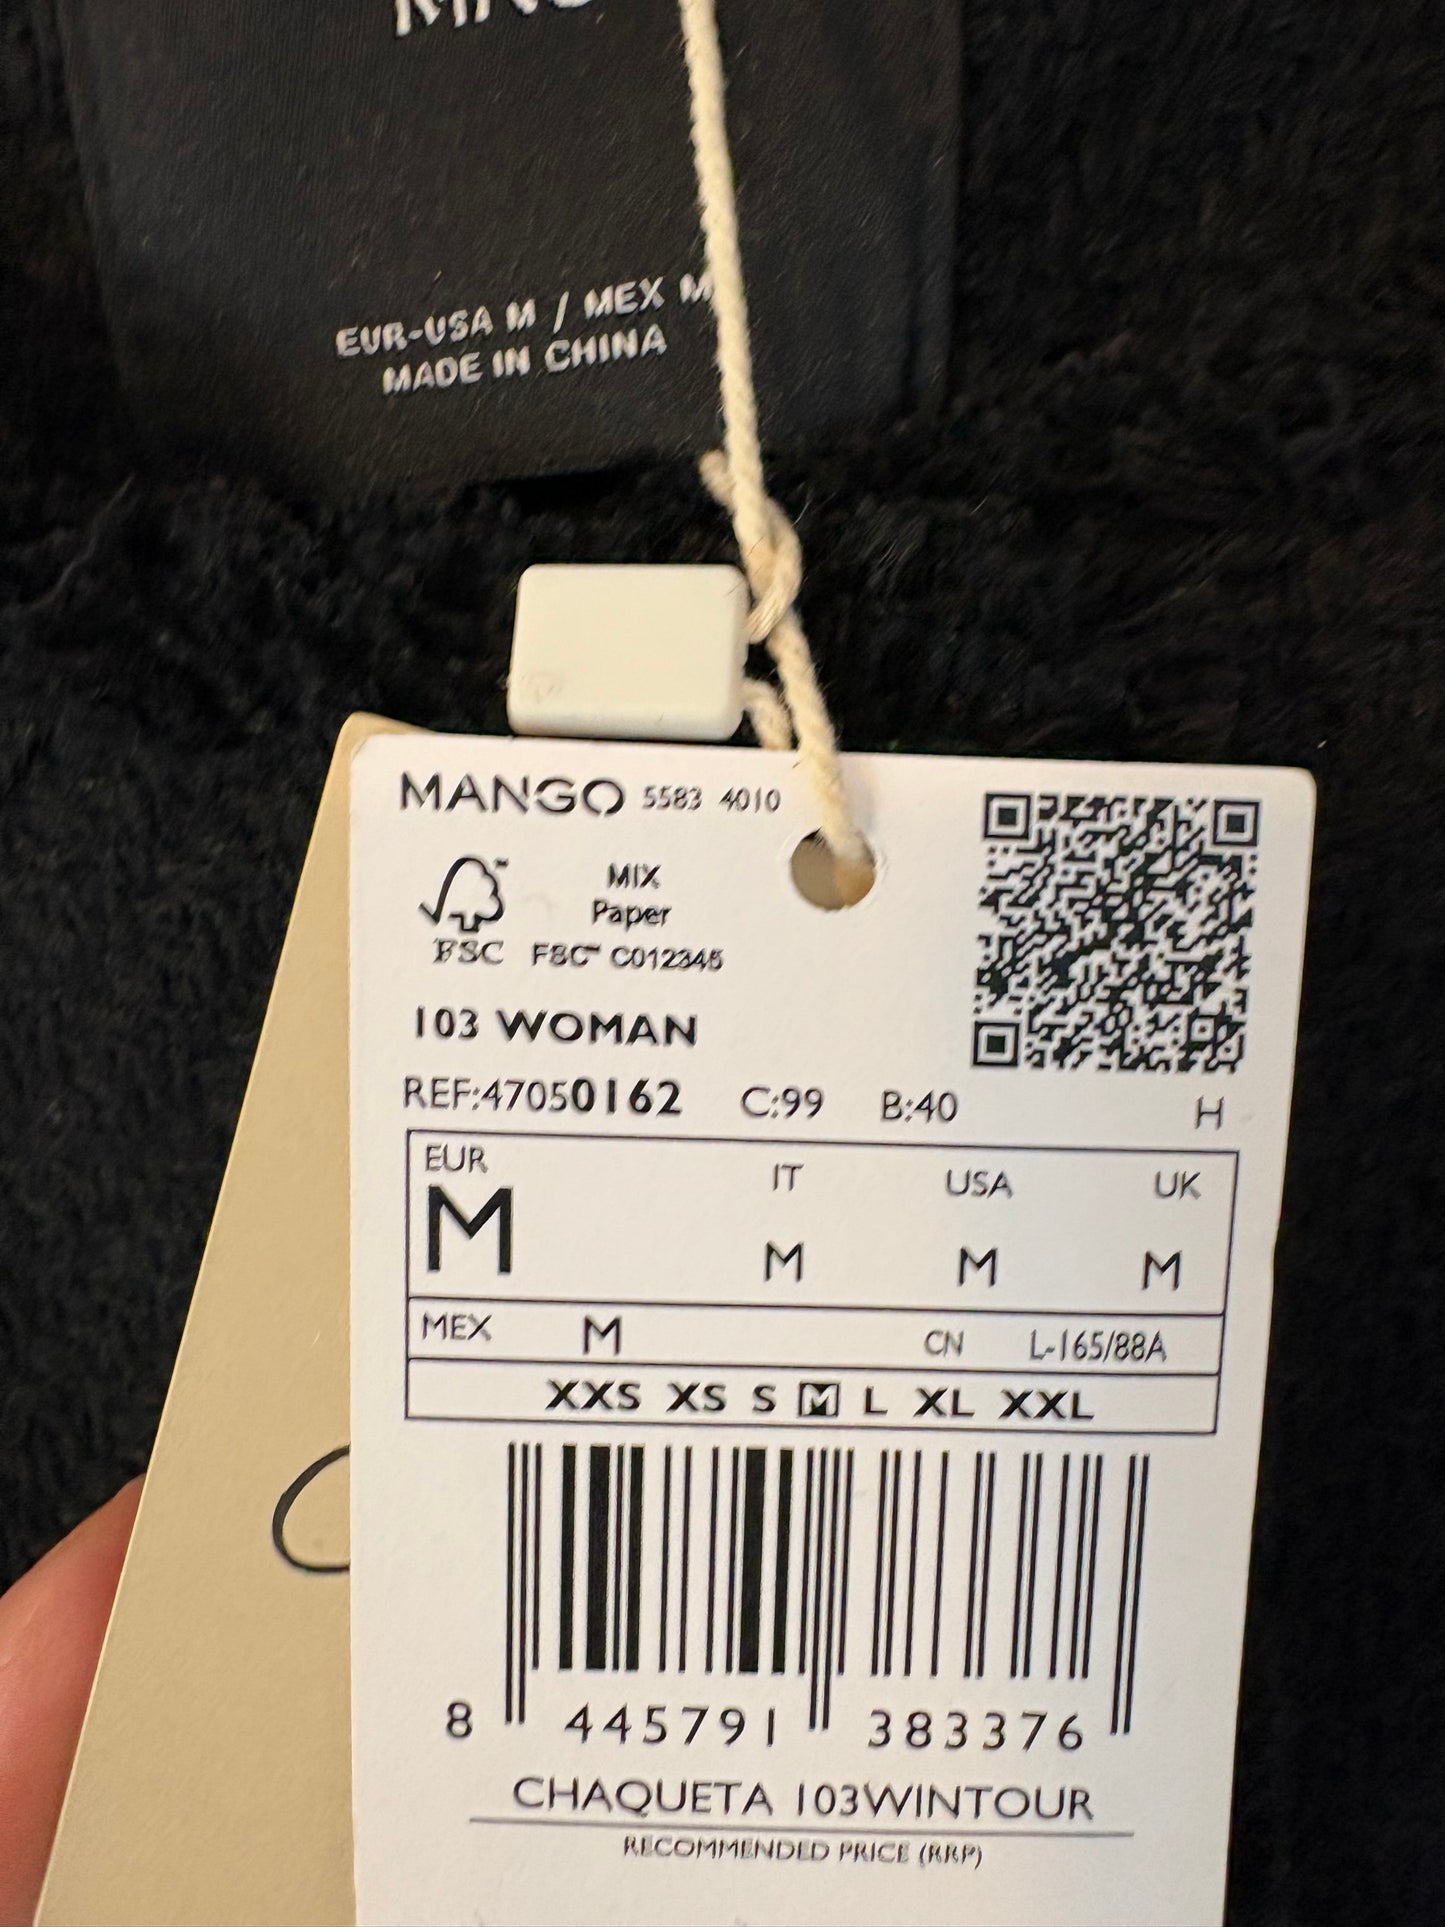 EUR-USA M / MEX M
MADE IN CHINA
MANGO 5583 4010
MIX
Paper
FSC FSC™ C012345
103 WOMAN
REF:47050162 C:99 B:40 H
EUR IT USA UK
M M M M
MEX M CN L-165/88A
XXS XS S M L XL XXL
8 445791 383376
CHAQUETA 103WINTOUR
RECOMMENDED PRICE (RRP)